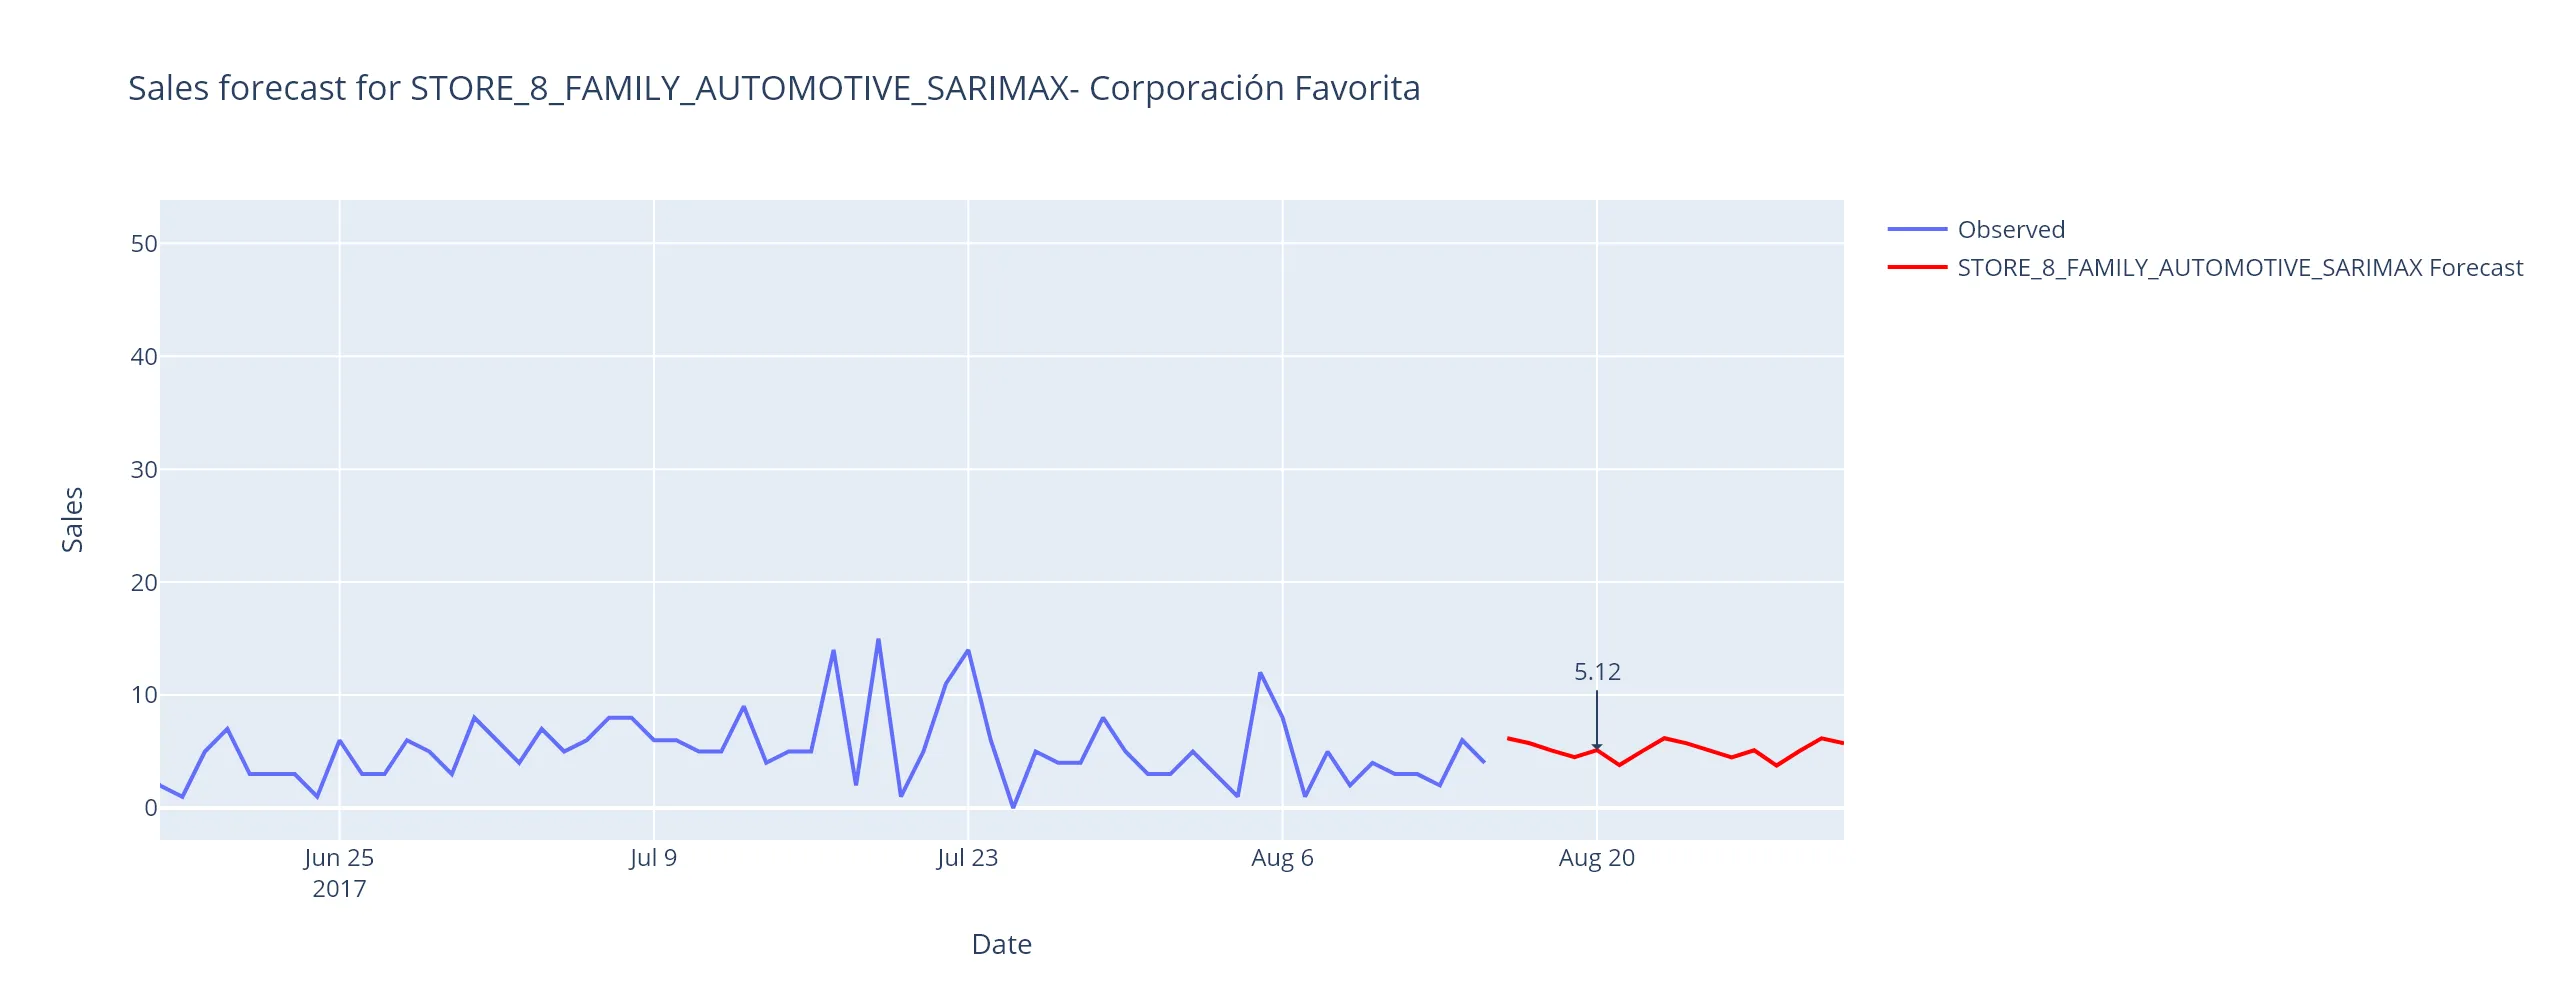 Sales forecast for STORE_8_FAMILY_AUTOMOTIVE_SARIMAX- Corporación Favorita
Observed
STORE_8_FAMILY_AUTOMOTIVE_SARIMAX Forecast
50
40
30
20
10
0
Sales
5.12
Jun 25
2017
Jul 9
Jul 23
Aug 6
Aug 20
Date